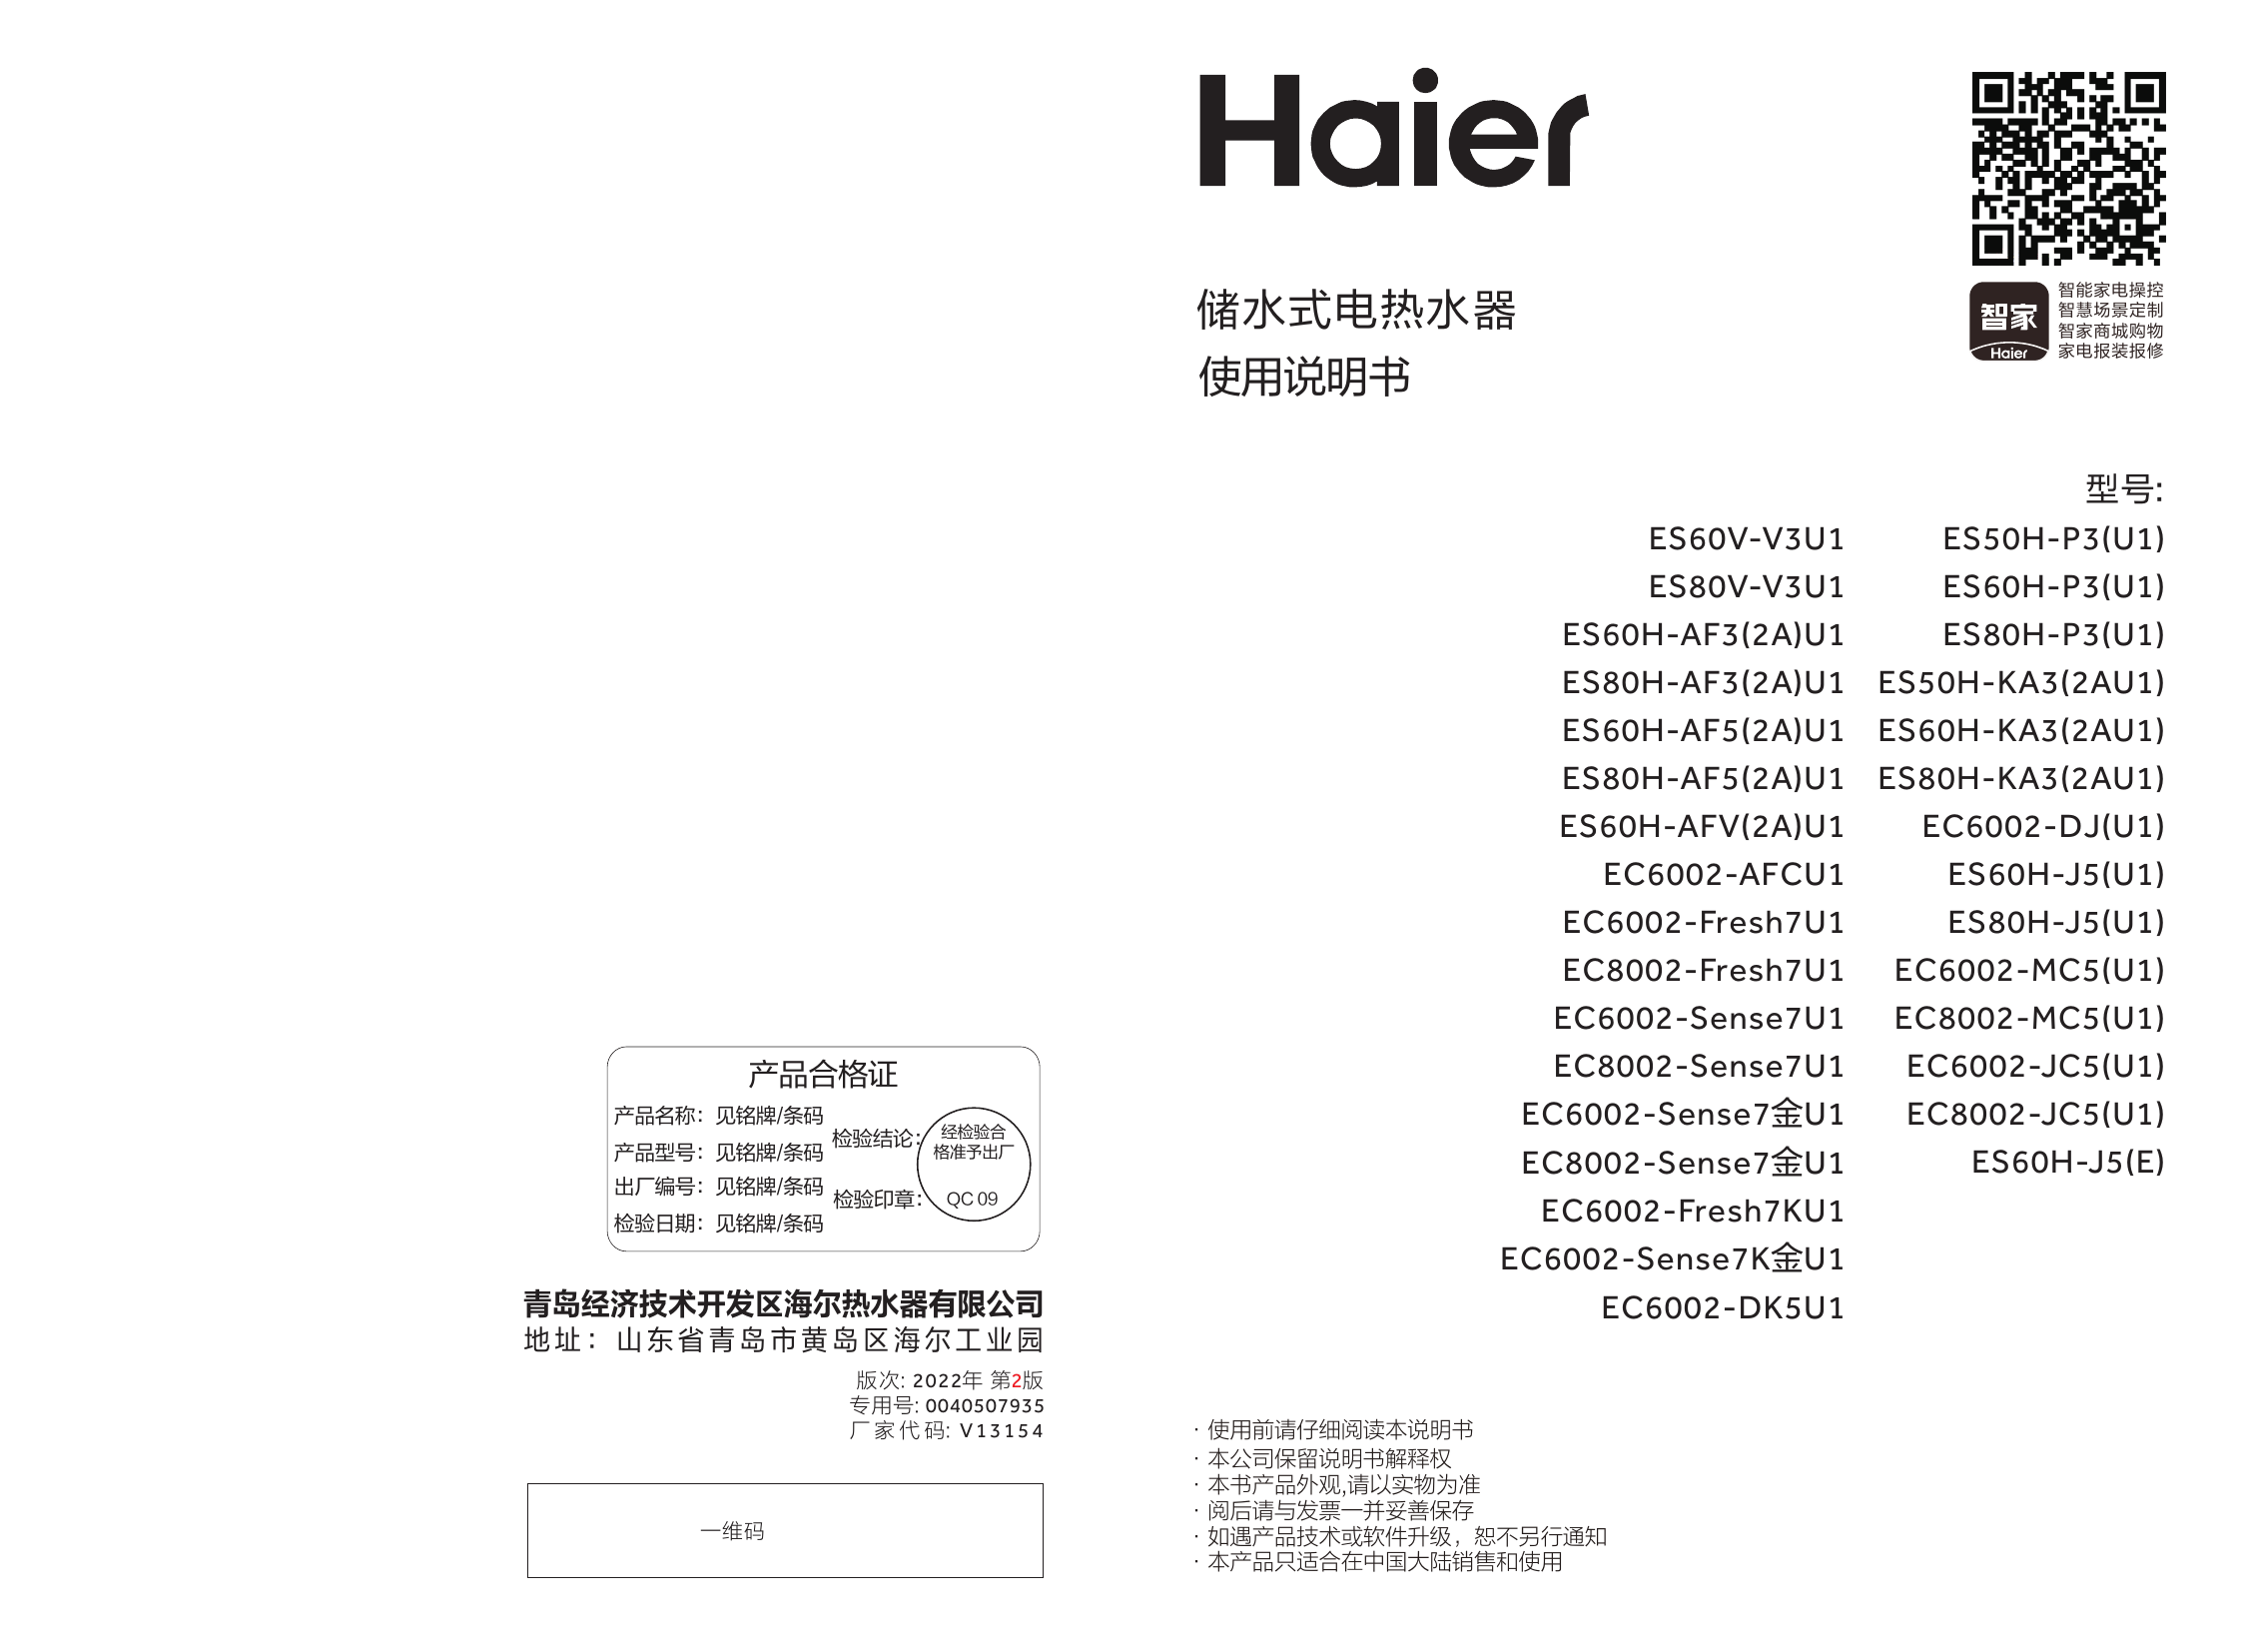 Haier
智家
Haier
智能家电操控
智慧场景定制
智家商城购物
家电报装报修
储水式电热水器
使用说明书
型号:
ES60V-V3U1 ES50H-P3(U1)
ES80V-V3U1 ES60H-P3(U1)
ES60H-AF3(2A)U1 ES80H-P3(U1)
ES80H-AF3(2A)U1 ES50H-KA3(2AU1)
ES60H-AF5(2A)U1 ES60H-KA3(2AU1)
ES80H-AF5(2A)U1 ES80H-KA3(2AU1)
ES60H-AFV(2A)U1 EC6002-DJ(U1)
EC6002-AFCU1 ES60H-J5(U1)
EC6002-Fresh7U1 ES80H-J5(U1)
EC8002-Fresh7U1 EC6002-MC5(U1)
EC6002-Sense7U1 EC8002-MC5(U1)
EC8002-Sense7U1 EC6002-JC5(U1)
EC6002-Sense7金U1 EC8002-JC5(U1)
EC8002-Sense7金U1 ES60H-J5(E)
EC6002-Fresh7KU1
EC6002-Sense7K金U1
EC6002-DK5U1
产品合格证
产品名称：见铭牌/条码
产品型号：见铭牌/条码
出厂编号：见铭牌/条码
检验日期：见铭牌/条码
检验结论：
经检验合
格准予出厂
检验印章：
QC 09
青岛经济技术开发区海尔热水器有限公司
地址：山东省青岛市黄岛区海尔工业园
版次: 2022年 第2版
专用号: 0040507935
厂家代码: V13154
一维码
· 使用前请仔细阅读本说明书
· 本公司保留说明书解释权
· 本书产品外观,请以实物为准
· 阅后请与发票一并妥善保存
· 如遇产品技术或软件升级，恕不另行通知
· 本产品只适合在中国大陆销售和使用